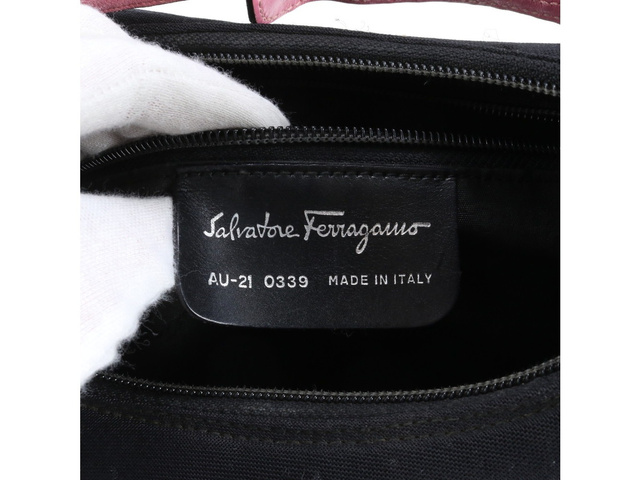 Salvatore Ferragamo
AU-21 0339 MADE IN ITALY